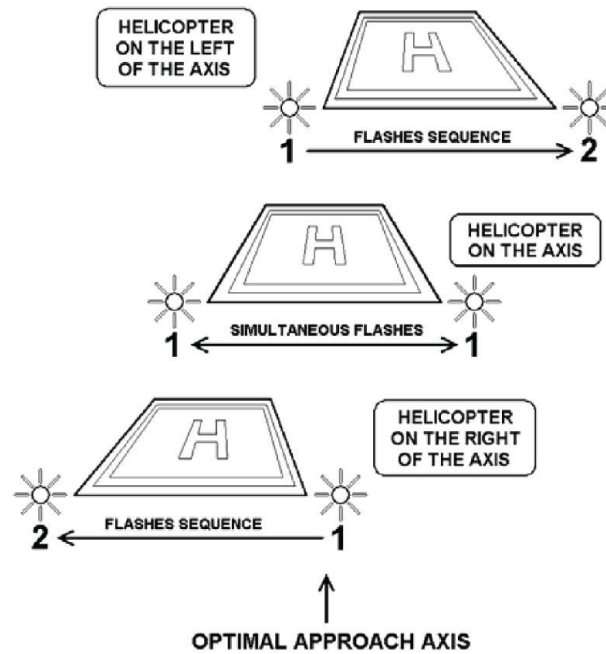 HELICOPTER
ON THE LEFT
OF THE AXIS
H
FLASHES SEQUENCE
1
2
H
HELICOPTER
ON THE AXIS
SIMULTANEOUS FLASHES
1
1
H
HELICOPTER
ON THE RIGHT
OF THE AXIS
FLASHES SEQUENCE
2
1
OPTIMAL APPROACH AXIS